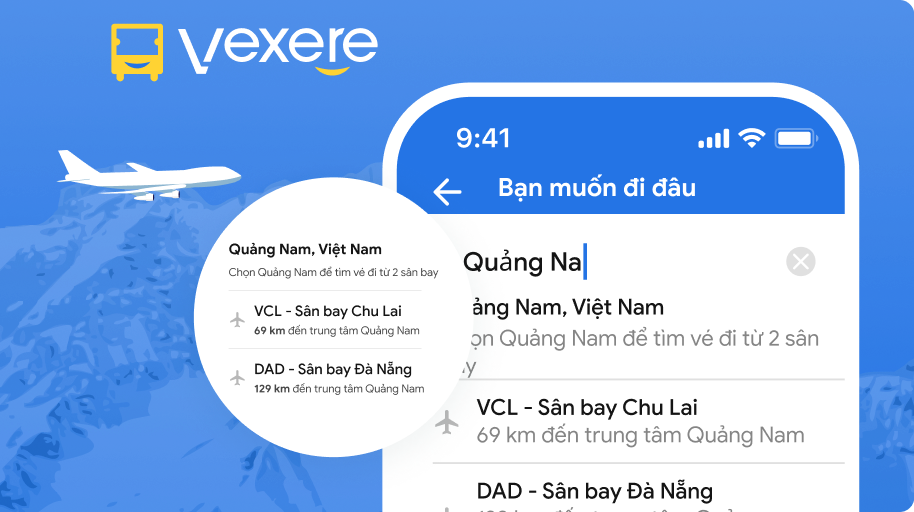 vexere
9:41
Bạn muốn đi đâu
Quảng Na
Quảng Nam, Việt Nam
Chọn Quảng Nam để tìm vé đi từ 2 sân bay
VCL - Sân bay Chu Lai
69 km đến trung tâm Quảng Nam
DAD - Sân bay Đà Nẵng
129 km đến trung tâm Quảng Nam
ảng Nam, Việt Nam
ọn Quảng Nam để tìm vé đi từ 2 sân
y
VCL - Sân bay Chu Lai
69 km đến trung tâm Quảng Nam
DAD - Sân bay Đà Nẵng